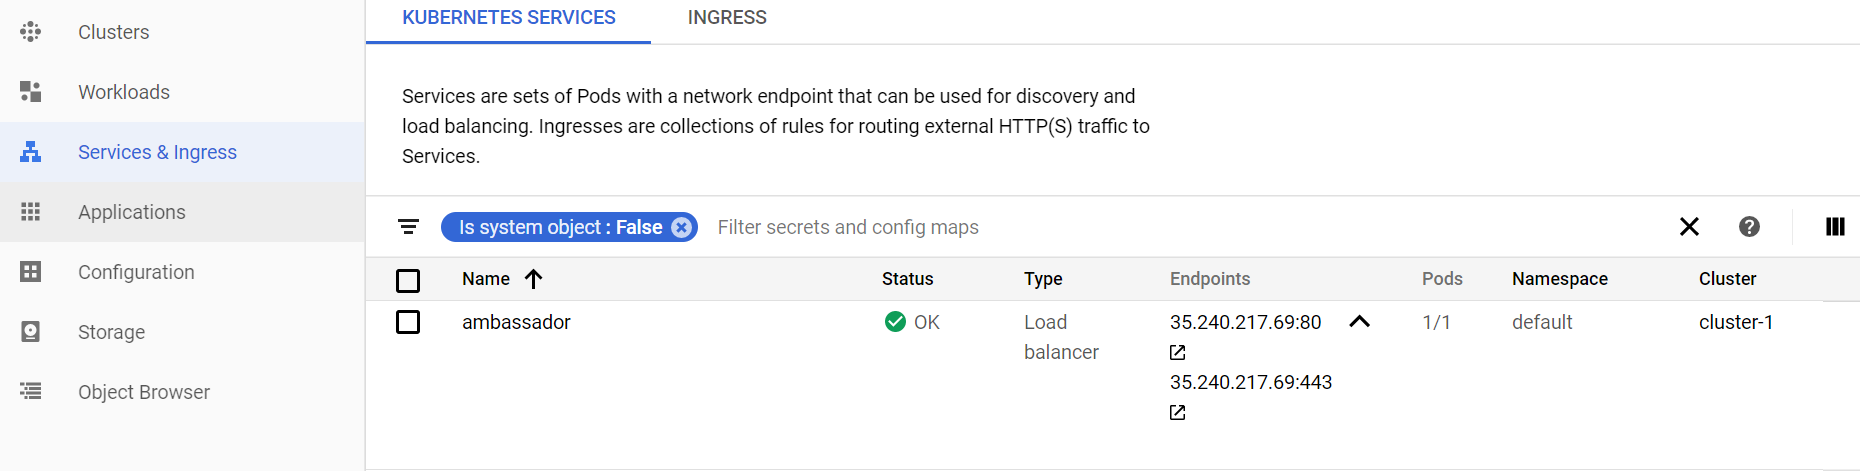 KUBERNETES SERVICES
INGRESS
Clusters
Workloads
Services & Ingress
Applications
Configuration
Storage
Object Browser
Services are sets of Pods with a network endpoint that can be used for discovery and
load balancing. Ingresses are collections of rules for routing external HTTP(S) traffic to
Services.
Is system object : False
Filter secrets and config maps
Name Status Type Endpoints Pods Namespace Cluster
ambassador OK Load balancer 35.240.217.69:80 1/1 default cluster-1
35.240.217.69:443